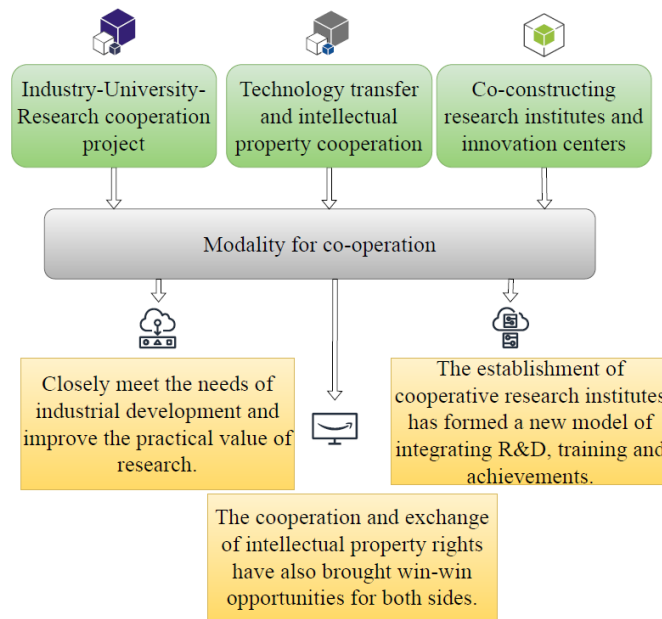 Industry-University-
Research cooperation
project
Technology transfer
and intellectual
property cooperation
Co-constructing
research institutes and
innovation centers
Modality for co-operation
Closely meet the needs of
industrial development and
improve the practical value of
research.
The establishment of
cooperative research institutes
has formed a new model of
integrating R&D, training and
achievements.
The cooperation and exchange
of intellectual property rights
have also brought win-win
opportunities for both sides.